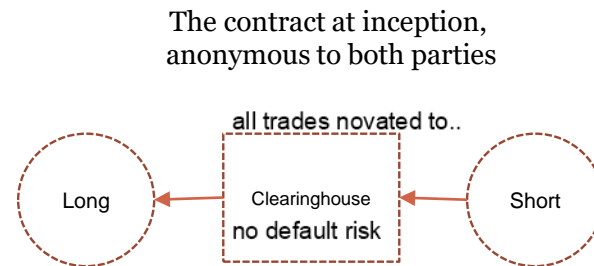 The contract at inception,
anonymous to both parties
all trades novated to..
Long
Clearinghouse
Short
no default risk